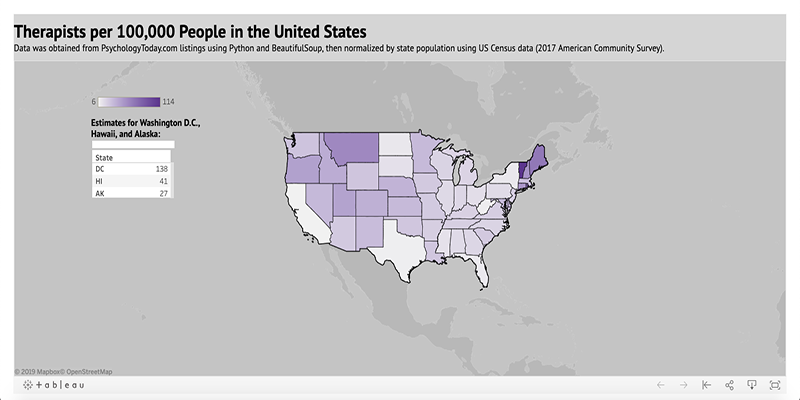 Therapists per 100,000 People in the United States
Data was obtained from PsychologyToday.com listings using Python and BeautifulSoup, then normalized by state population using US Census data (2017 American Community Survey).
6 114
Estimates for Washington D.C.,
Hawaii, and Alaska:
State
DC 138
HI 41
AK 27
© 2019 Mapbox© OpenStreetMap
+ a b | e a u